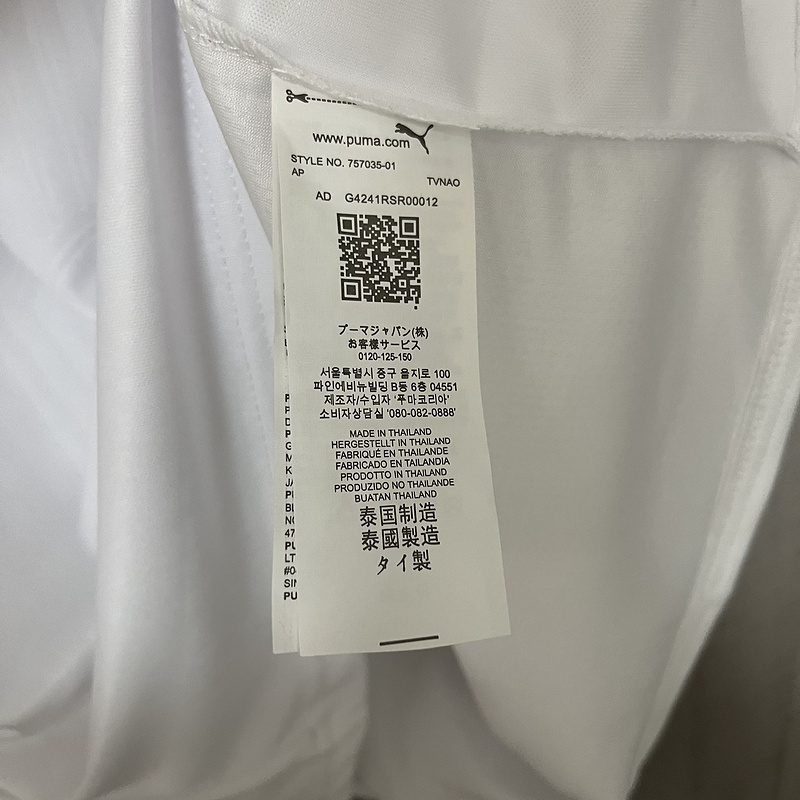 www.puma.com
STYLE NO. 757035-01
AP
TVNAO
AD G4241RSR00012
プーマジャパン(株)
お客様サービス
0120-125-150
서울특별시 중구 을지로 100
파인에비뉴빌딩 B동 6층 04551
제조자/수입자 '푸마코리아'
소비자상담실 '080-082-0888'
MADE IN THAILAND
HERGESTELLT IN THAILAND
FABRIQUÉ EN THAILANDE
FABRICADO EN TAILANDIA
PRODOTTO IN THAILAND
PRODUZIDO NO THAILANDE
BUATAN THAILAND
泰国制造
泰國製造
タイ製